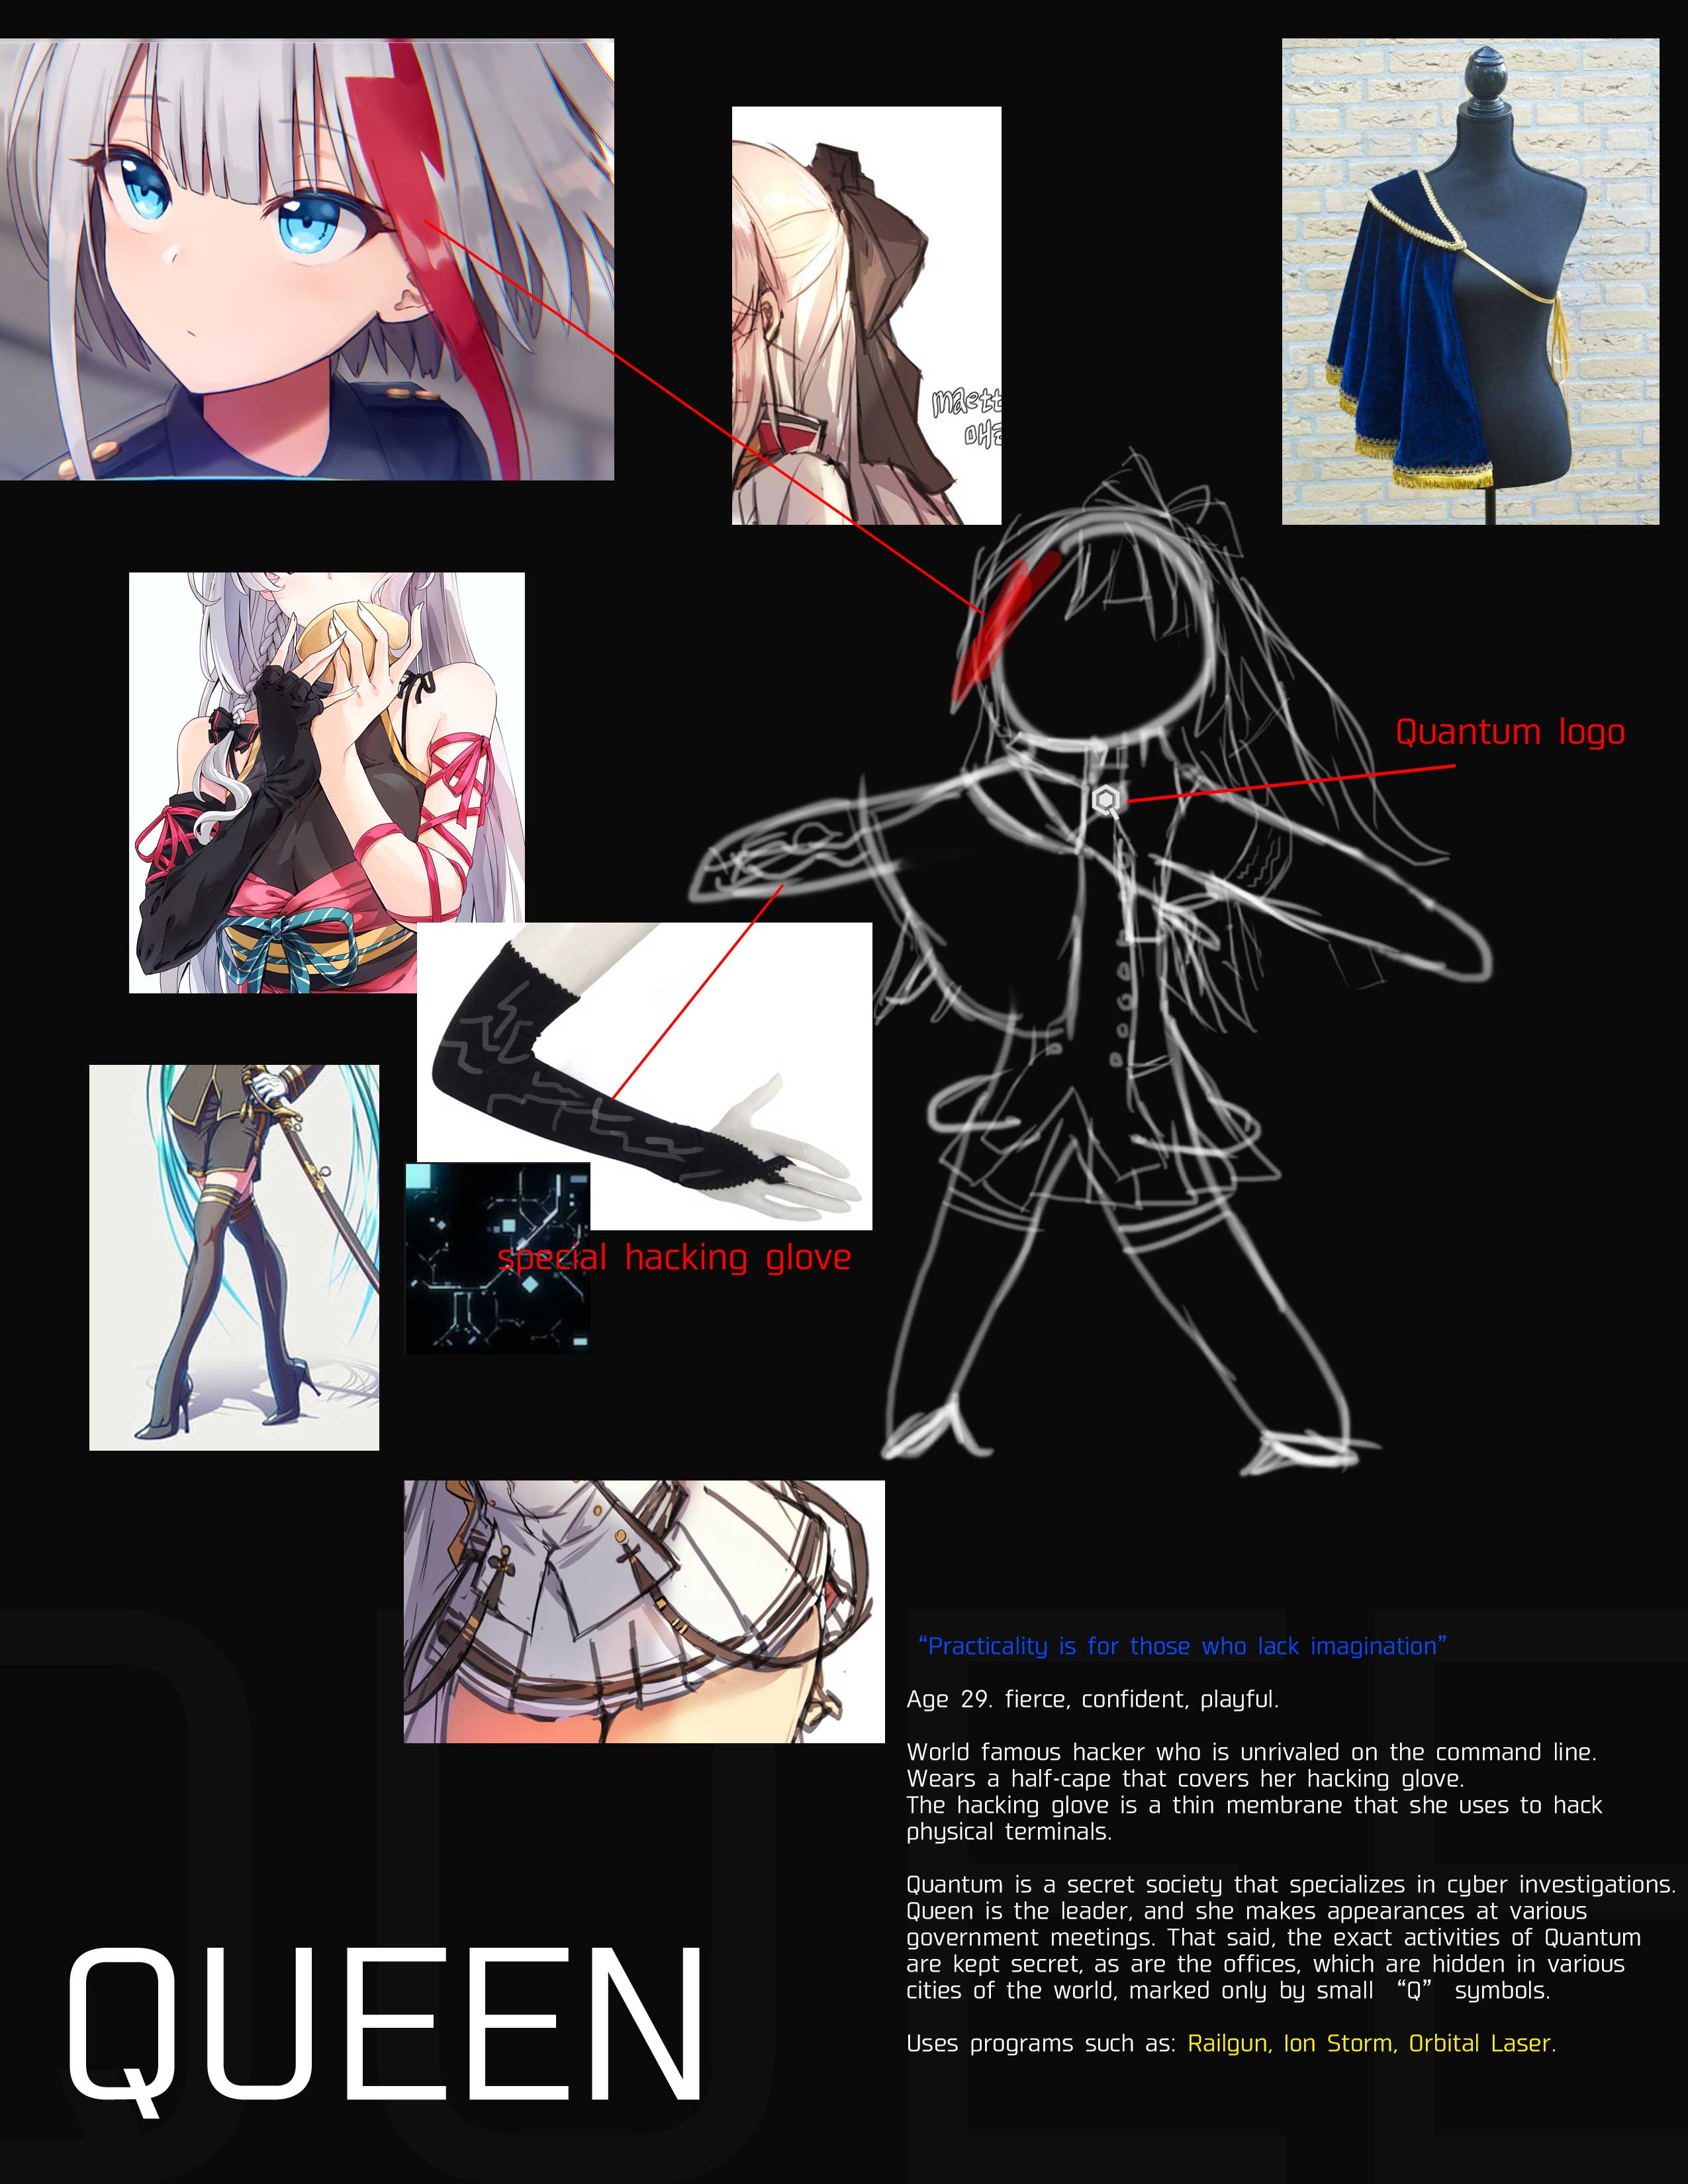 maett
매
Quantum logo
special hacking glove
“Practicality is for those who lack imagination”
Age 29. fierce, confident, playful.
World famous hacker who is unrivaled on the command line.
Wears a half-cape that covers her hacking glove.
The hacking glove is a thin membrane that she uses to hack
physical terminals.
Quantum is a secret society that specializes in cyber investigations.
Queen is the leader, and she makes appearances at various
government meetings. That said, the exact activities of Quantum
are kept secret, as are the offices, which are hidden in various
cities of the world, marked only by small “Q” symbols.
Uses programs such as: Railgun, Ion Storm, Orbital Laser.
QUEEN